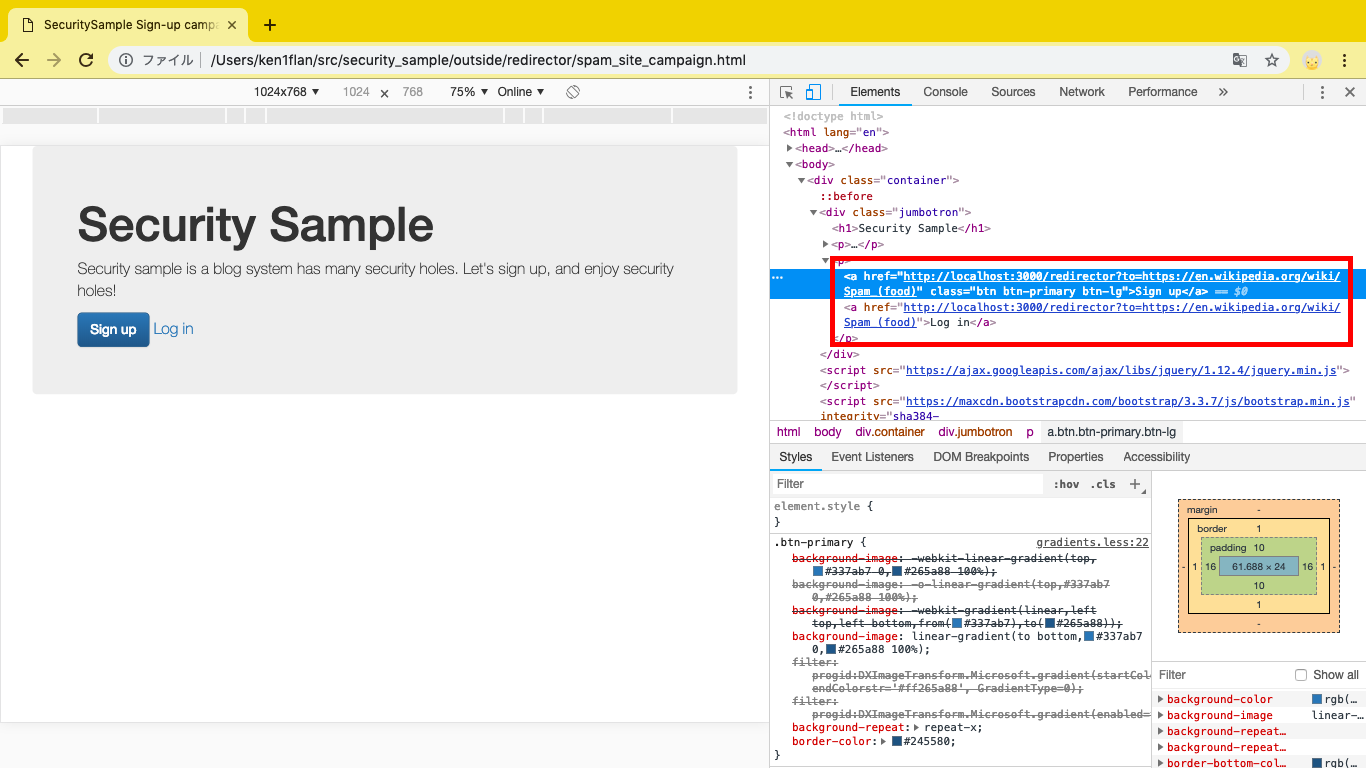 SecuritySample Sign-up camp
ファイル
/Users/ken1flan/src/security_sample/outside/redirector/spam_site_campaign.html
1024x768 ▼ 1024 × 768 75% ▼ Online ▼
Security Sample
Security sample is a blog system has many security holes. Let's sign up, and enjoy security
holes!
Sign up Log in
Elements Console Sources Network Performance »
<!doctype html>
<html lang="en">
▶<head>…</head>
▼<body>
▼<div class="container">
::before
▼<div class="jumbotron">
<h1>Security Sample</h1>
▶<p>…</p>
▼<p>
… <a href="http://localhost:3000/redirector?to=https://en.wikipedia.org/wiki/
Spam_(food)" class="btn btn-primary btn-lg">Sign up</a> == $0
<a href="http://localhost:3000/redirector?to=https://en.wikipedia.org/wiki/
Spam_(food)">Log in</a>
</p>
</div>
<script src="https://ajax.googleapis.com/ajax/libs/jquery/1.12.4/jquery.min.js">
</script>
<script src="https://maxcdn.bootstrapcdn.com/bootstrap/3.3.7/js/bootstrap.min.js"
integrity="sha384-
html body div.container div.jumbotron p a.btn.btn-primary.btn-lg
Styles Event Listeners DOM Breakpoints Properties Accessibility
Filter :hov .cls +
element.style {
}
.btn-primary { gradients.less:22
background-image: -webkit-linear-gradient(top,
#337ab7 0,#265a88 100%);
background-image: -o-linear-gradient(top,#337ab7
0,#265a88 100%);
background-image: -webkit-gradient(linear,left
top,left bottom,from(#337ab7),to(#265a88));
background-image: linear-gradient(to bottom,#337ab7
0,#265a88 100%);
filter:
progid:DXImageTransform.Microsoft.gradient(startCol
endColorstr='#ff265a88', GradientType=0);
filter:
progid:DXImageTransform.Microsoft.gradient(enabled=
background-repeat:▶ repeat-x;
border-color:▶ #245580;
}
margin -
border 1
padding 10
- 1 16 61.688 × 24 16 1 -
10
1
-
Filter Show all
▶background-color rgb(…
▶background-image linear-…
▶background-repeat…
▶background-repeat…
▶border-bottom-col… rgb(…